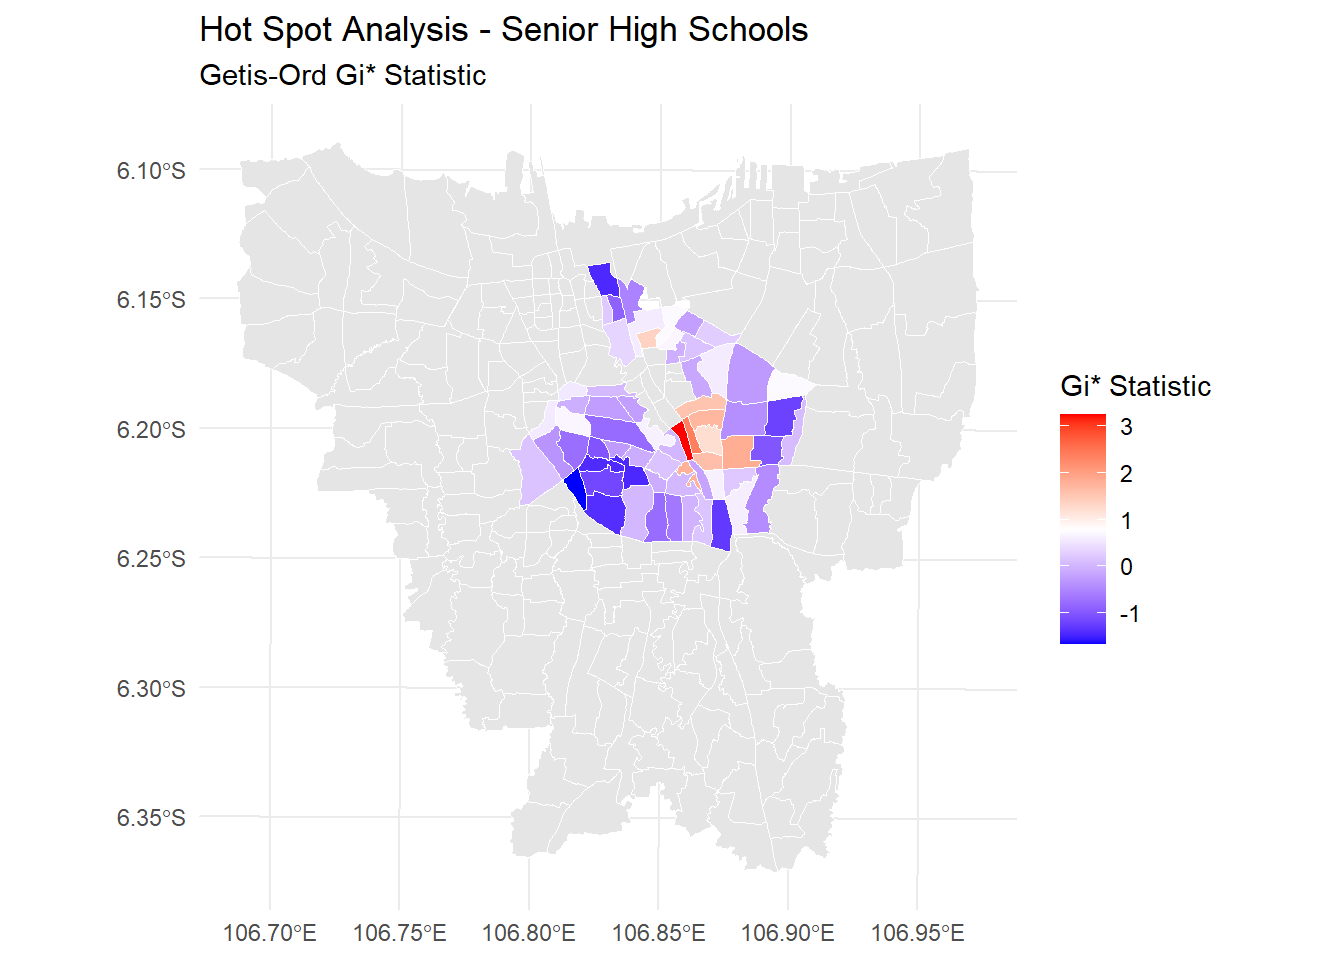 Hot Spot Analysis - Senior High Schools
Getis-Ord Gi* Statistic
6.10°S
6.15°S
6.20°S
6.25°S
6.30°S
6.35°S
106.70°E 106.75°E 106.80°E 106.85°E 106.90°E 106.95°E
Gi* Statistic
3
2
1
0
-1